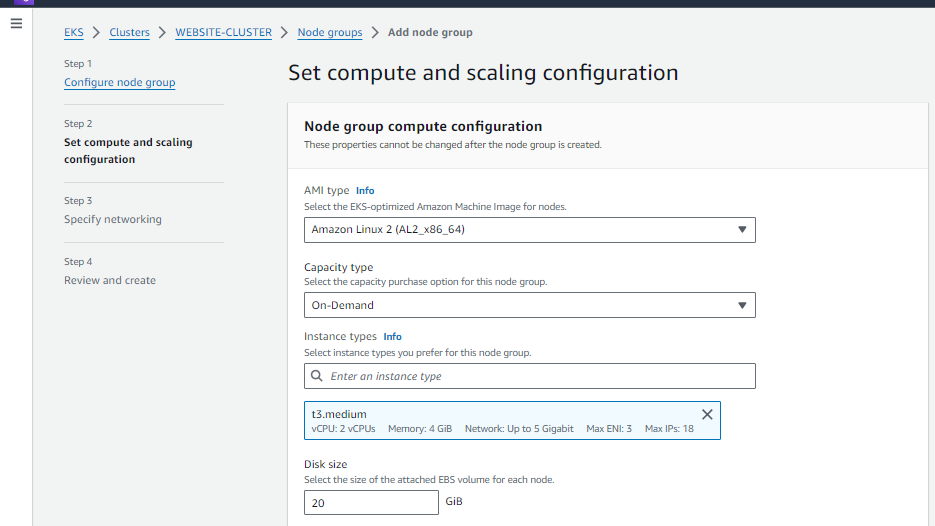 EKS > Clusters > WEBSITE-CLUSTER > Node groups > Add node group
Step 1
Configure node group
Step 2
Set compute and scaling
configuration
Step 3
Specify networking
Step 4
Review and create
Set compute and scaling configuration
Node group compute configuration
These properties cannot be changed after the node group is created.
AMI type Info
Select the EKS-optimized Amazon Machine Image for nodes.
Amazon Linux 2 (AL2_x86_64)
Capacity type
Select the capacity purchase option for this node group.
On-Demand
Instance types Info
Select instance types you prefer for this node group.
Enter an instance type
t3.medium
vCPU: 2 vCPUs Memory: 4 GiB Network: Up to 5 Gigabit Max ENI: 3 Max IPs: 18
Disk size
Select the size of the attached EBS volume for each node.
20 GiB